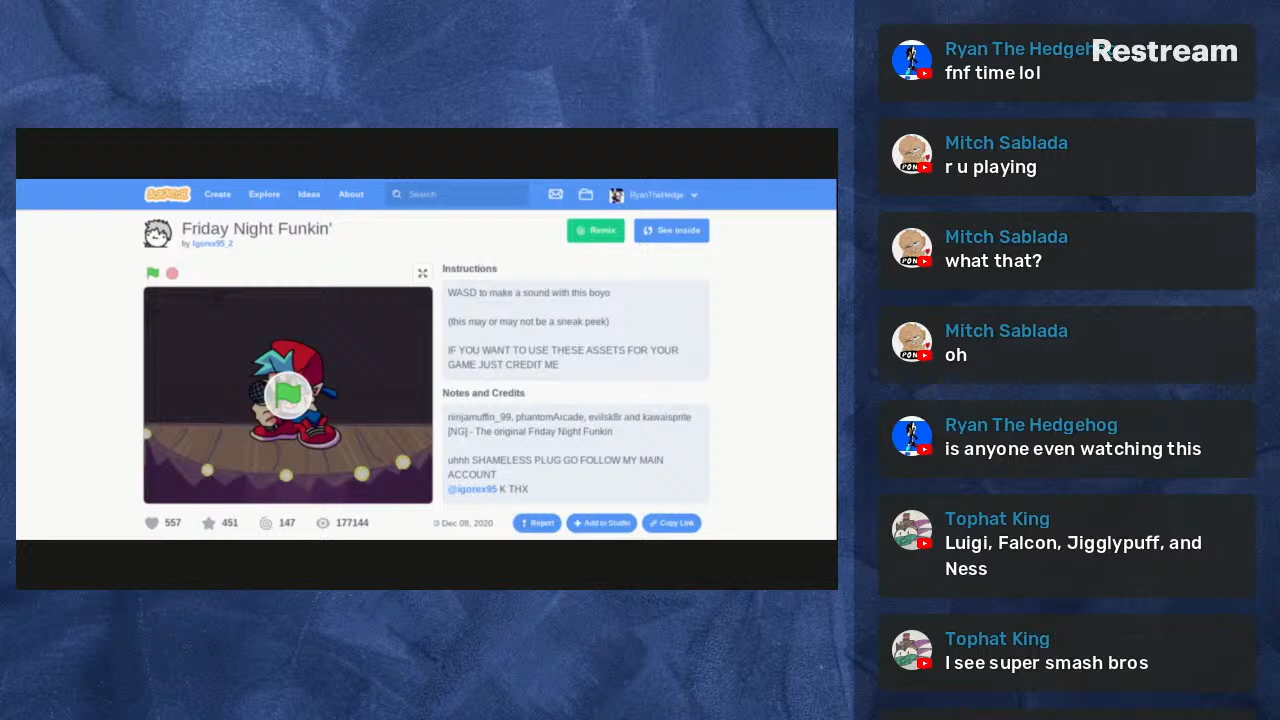 SCRATCH
Create
Explore
Ideas
About
Search
RyanTheHedge
Friday Night Funkin'
by Igorex95_2
Remix
See inside
Instructions
WASD to make a sound with this boyo
(this may or may not be a sneak peek)
IF YOU WANT TO USE THESE ASSETS FOR YOUR
GAME JUST CREDIT ME
Notes and Credits
ninjamuffin_99, phantomArcade, evilsk8r and kawaisprite
[NG] - The original Friday Night Funkin
uhhh SHAMELESS PLUG GO FOLLOW MY MAIN
ACCOUNT
@igorex95 K THX
557
451
147
177144
© Dec 08, 2020
Report
Add to Studio
Copy Link
Restream
Ryan The Hedgehog
fnf time lol
Mitch Sablada
r u playing
Mitch Sablada
what that?
Mitch Sablada
oh
Ryan The Hedgehog
is anyone even watching this
Tophat King
Luigi, Falcon, Jigglypuff, and
Ness
Tophat King
I see super smash bros